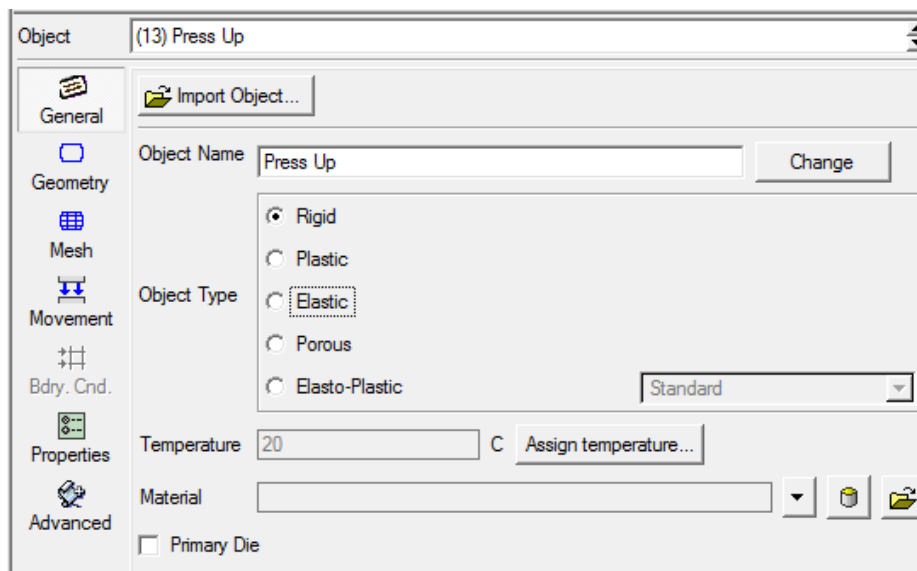 Object (13) Press Up
General
Import Object...
Geometry
Object Name Press Up Change
Mesh
Rigid
Plastic
Movement
Object Type Elastic
Porous
Bdry. Cnd.
Elasto-Plastic Standard
Properties
Temperature 20 C Assign temperature...
Advanced
Material
Primary Die